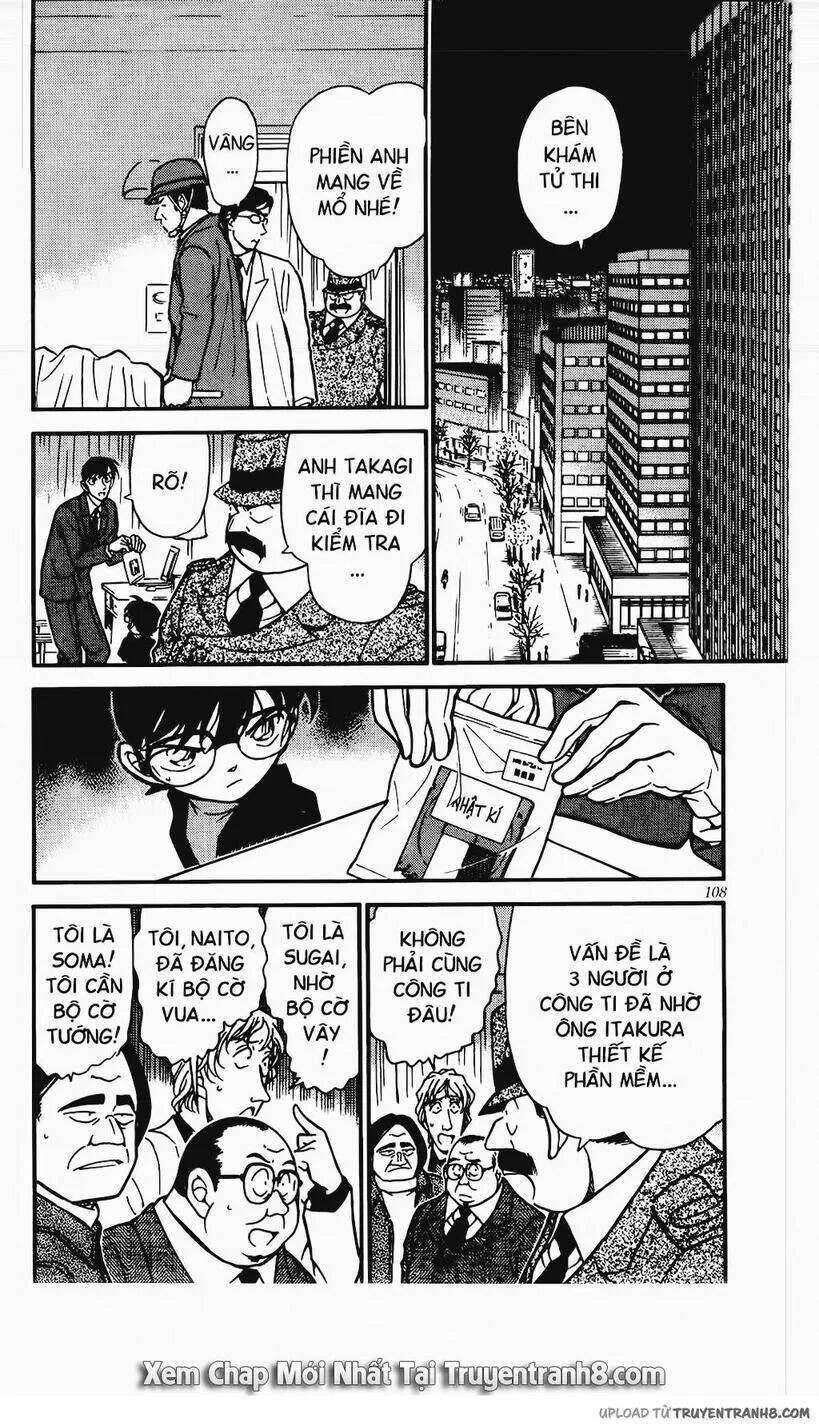 BÊN
KHÁM
TỬ THI
...
PHIỀN ANH
MANG VỀ
MỔ NHÉ!
VÂNG
...
ANH TAKAGI
THÌ MANG
CÁI ĐĨA ĐI
KIỂM TRA
...
RÕ!
NHẬT KÍ
108
VẤN ĐỀ LÀ
3 NGƯỜI Ở
CÔNG TI ĐÃ NHỜ
ÔNG ITAKURA
THIẾT KẾ
PHẦN MỀM...
KHÔNG
PHẢI CÙNG
CÔNG TI
ĐÂU!
TÔI LÀ
SUGAI,
NHỜ
BỘ CỜ
VÂY
!
TÔI, NAITO,
ĐÃ ĐĂNG
KÍ BỘ CỜ
VUA...
TÔI LÀ
SOMA!
TÔI CẦN
BỘ CỜ
TƯỚNG!
Xem Chap Mới Nhất Tại Truyentranh8.com
UPLOAD TỪ TRUYENTRANH8.COM